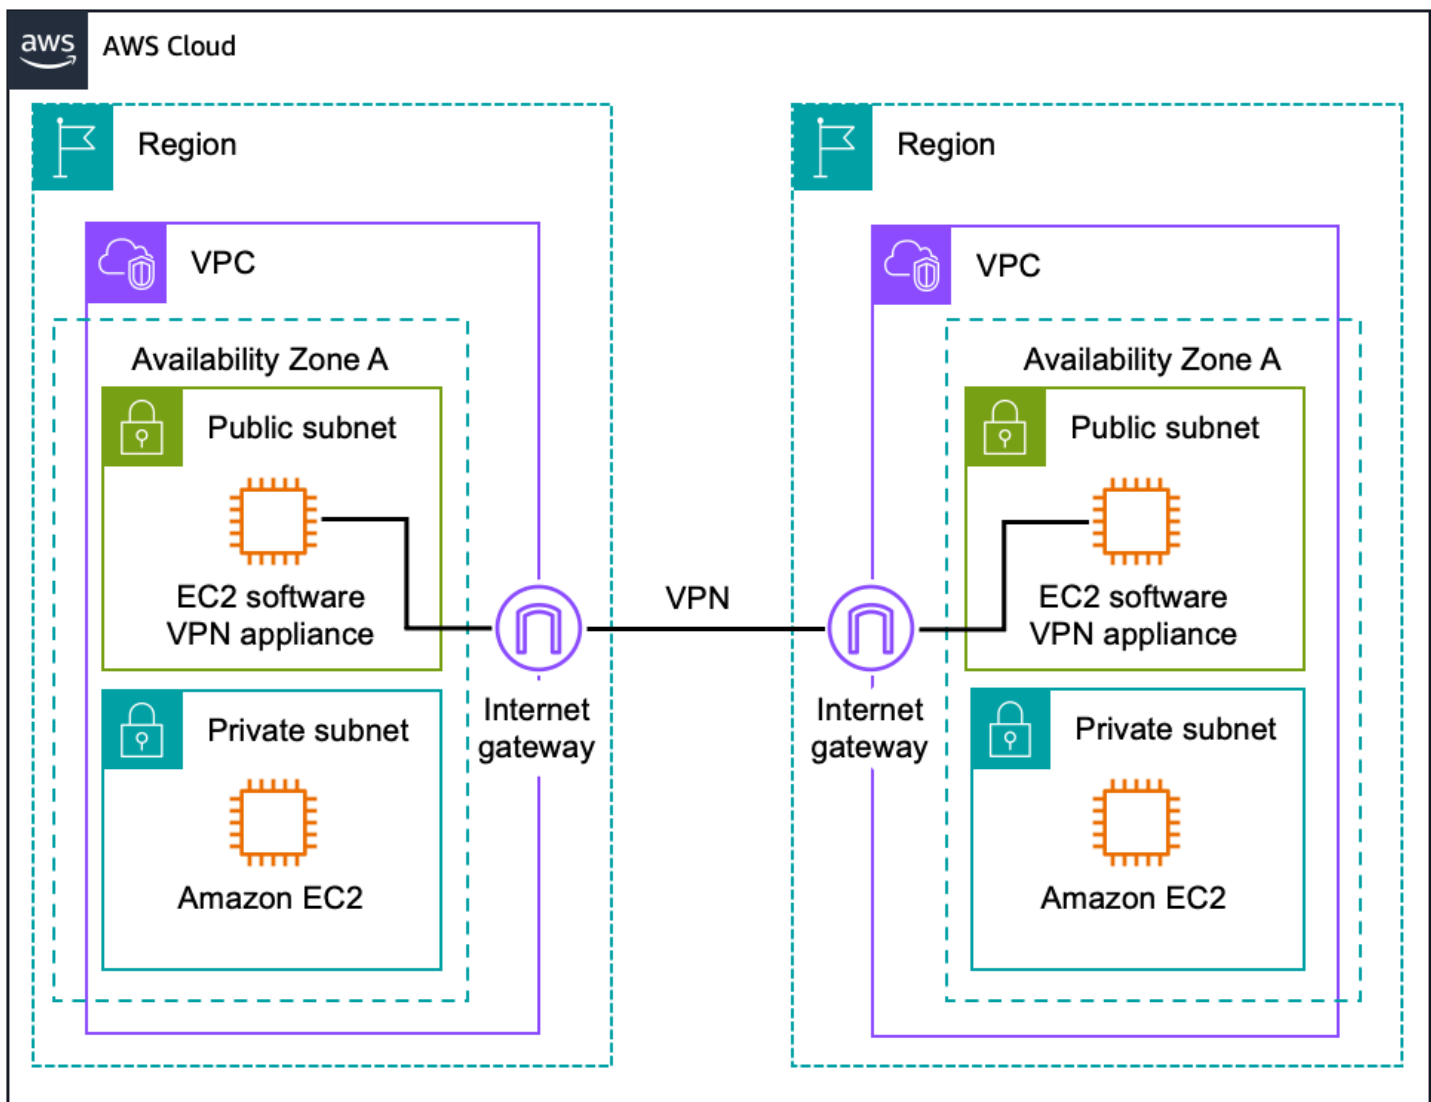 aws
AWS Cloud
Region
VPC
Availability Zone A
Public subnet
EC2 software
VPN appliance
Private subnet
Amazon EC2
Internet
gateway
VPN
Region
VPC
Availability Zone A
Public subnet
EC2 software
VPN appliance
Private subnet
Amazon EC2
Internet
gateway